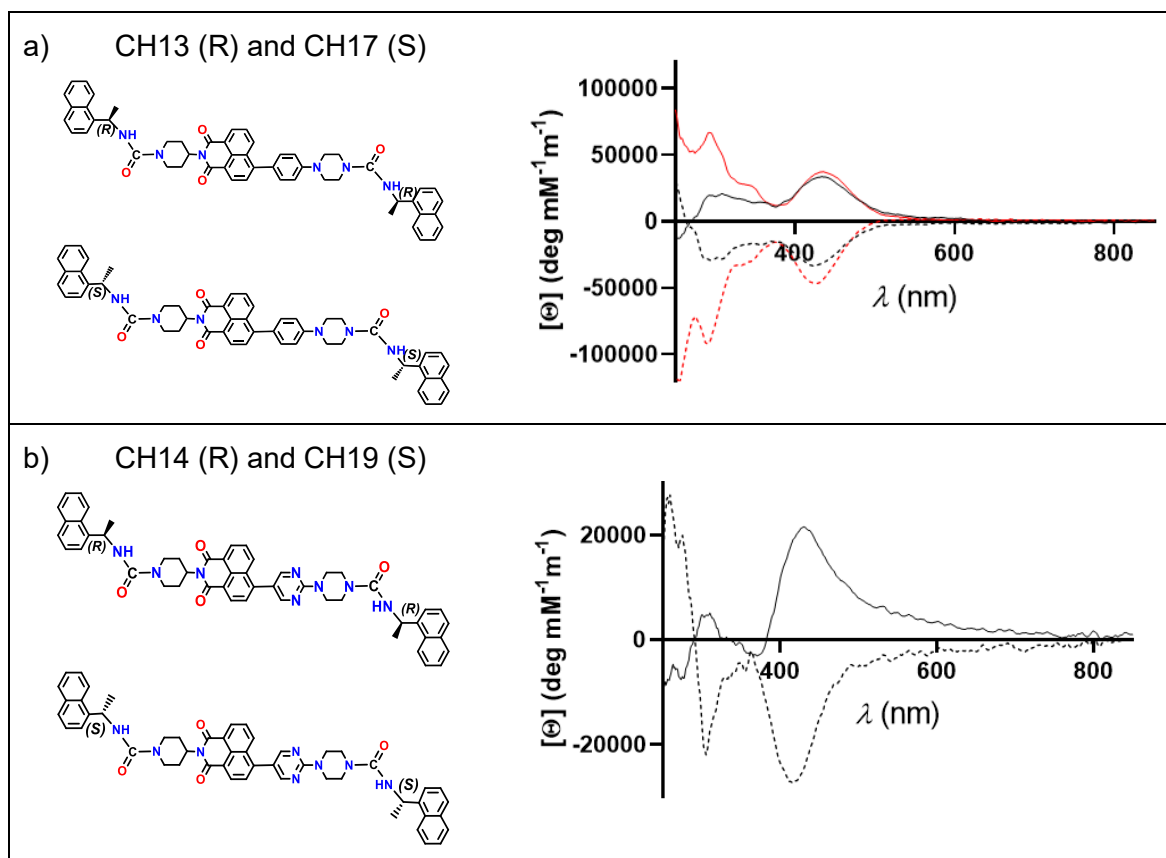 a) CH13 (R) and CH17 (S)
(R)
NH
C
O
N
N
O
O
N
N
C
O
NH
(R)
(S)
NH
C
O
N
N
O
O
N
N
C
O
NH
(S)
100000
50000
0
-50000
-100000
400
600
800
[Θ] (deg mM⁻¹m⁻¹)
λ (nm)
b) CH14 (R) and CH19 (S)
(R)
NH
C
O
N
N
O
O
N
N
N
N
C
O
HN
(R)
(S)
NH
C
O
N
N
O
O
N
N
N
N
C
O
HN
(S)
20000
0
-20000
400
600
800
[Θ] (deg mM⁻¹m⁻¹)
λ (nm)